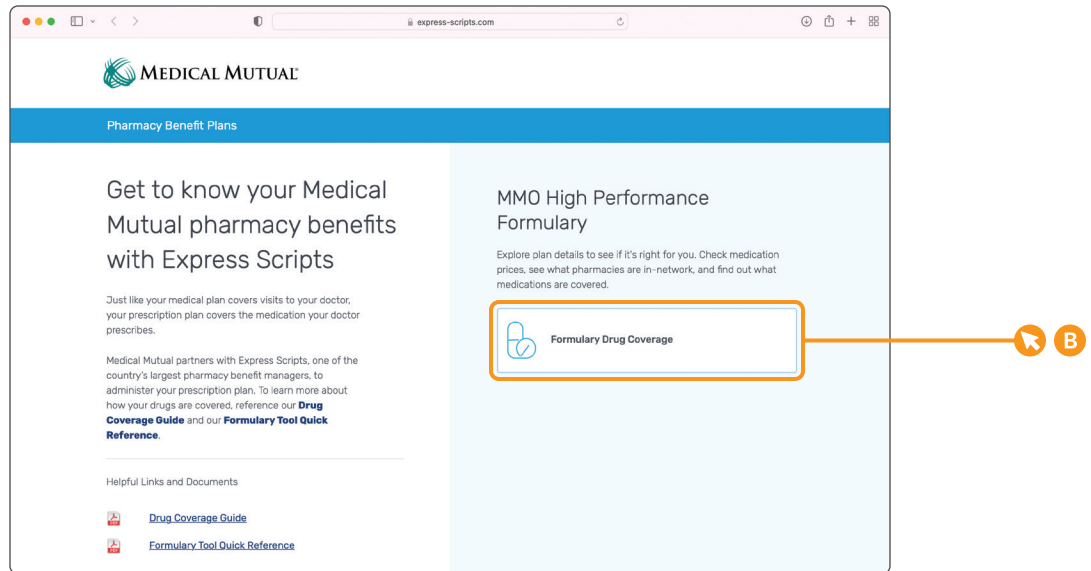 express-scripts.com
MEDICAL MUTUAL®
Pharmacy Benefit Plans
Get to know your Medical
Mutual pharmacy benefits
with Express Scripts
Just like your medical plan covers visits to your doctor,
your prescription plan covers the medication your doctor
prescribes.
Medical Mutual partners with Express Scripts, one of the
country's largest pharmacy benefit managers, to
administer your prescription plan. To learn more about
how your drugs are covered, reference our Drug
Coverage Guide and our Formulary Tool Quick
Reference.
Helpful Links and Documents
PDF
Drug Coverage Guide
PDF
Formulary Tool Quick Reference
MMO High Performance
Formulary
Explore plan details to see if it's right for you. Check medication
prices, see what pharmacies are in-network, and find out what
medications are covered.
Formulary Drug Coverage
B